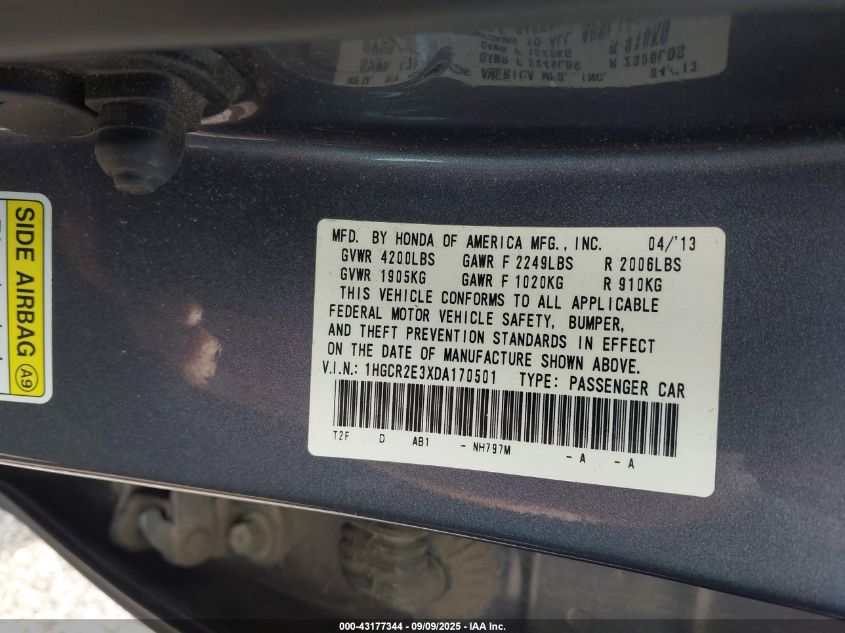 MFD. BY HONDA OF AMERICA MFG., INC. 04/'13
GVWR 4200LBS GAWR F 2249LBS R 2006LBS
GVWR 1905KG GAWR F 1020KG R 910KG
THIS VEHICLE CONFORMS TO ALL APPLICABLE
FEDERAL MOTOR VEHICLE SAFETY, BUMPER,
AND THEFT PREVENTION STANDARDS IN EFFECT
ON THE DATE OF MANUFACTURE SHOWN ABOVE.
V.I.N.: 1HGCR2E3XDA170501 TYPE: PASSENGER CAR
T2F D AB1 - NH797M - A - A
SIDE AIRBAG A9
000-43177344 - 09/09/2025 - IAA Inc.